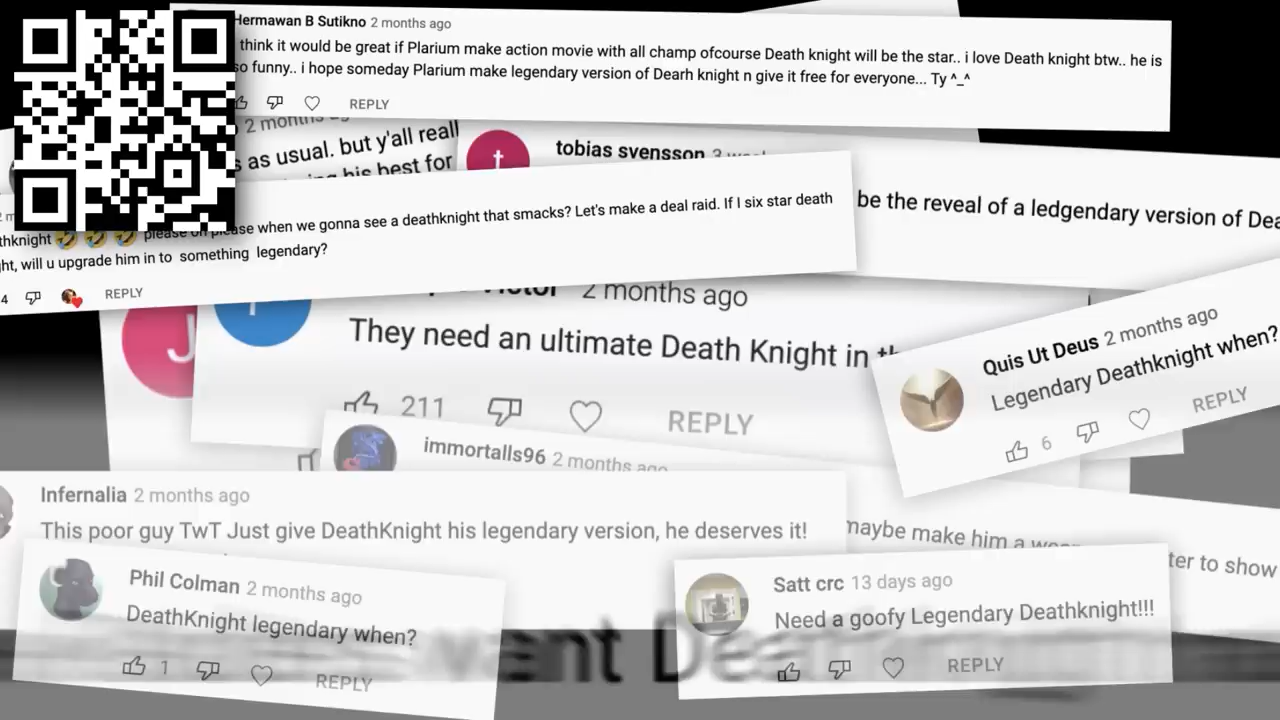 Hermawan B Sutikno 2 months ago
think it would be great if Plarium make action movie with all champ ofcourse Death knight will be the star.. i love Death knight btw.. he is
so funny.. i hope someday Plarium make legendary version of Dearh knight n give it free for everyone... Ty ^_^
REPLY
2 months
as usual. but y'all really
his best for
tobias svensson 3
be the reveal of a ledgendary version of
please when we gonna see a deathknight that smacks? Let's make a deal raid. If I six star death
will u upgrade him in to something legendary?
4 REPLY
2 months ago
They need an ultimate Death Knight in
211 REPLY
Quis Ut Deus 2 months ago
Legendary Deathknight when?
6 REPLY
immortalls96 2 months ago
Infernalia 2 months ago
This poor guy TwT Just give DeathKnight his legendary version, he deserves it!
maybe make him a
to show
Phil Colman 2 months ago
DeathKnight legendary when?
1 REPLY
Satt crc 13 days ago
Need a goofy Legendary Deathknight!!!
REPLY
want